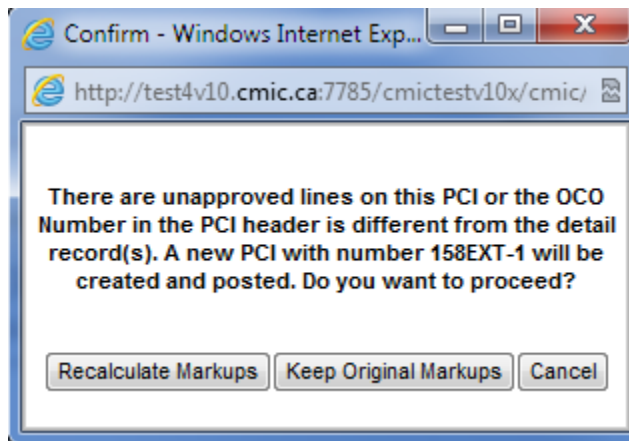 Confirm - Windows Internet Exp...
http://test4v10.cmic.ca:7785/cmictestv10x/cmic/
There are unapproved lines on this PCI or the OCO
Number in the PCI header is different from the detail
record(s). A new PCI with number 158EXT-1 will be
created and posted. Do you want to proceed?
Recalculate Markups Keep Original Markups Cancel